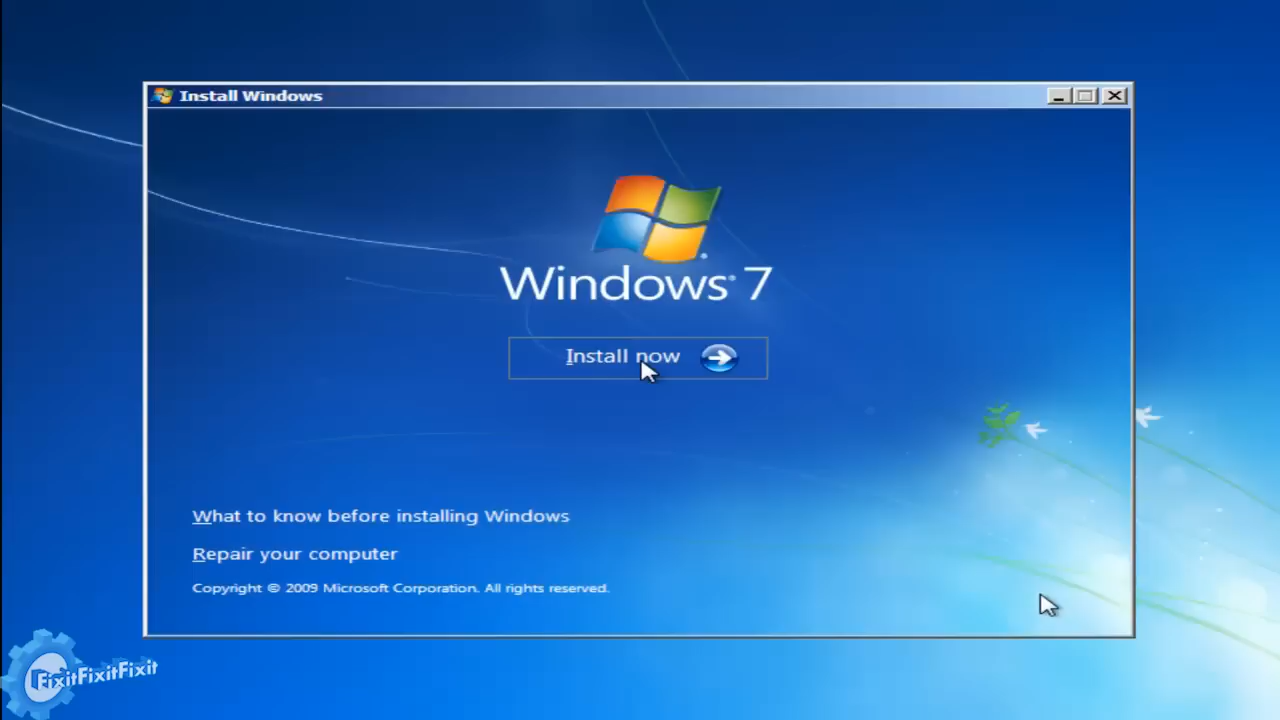 Install Windows
Windows® 7
Install now
What to know before installing Windows
Repair your computer
Copyright © 2009 Microsoft Corporation. All rights reserved.
FixitFixitFixit